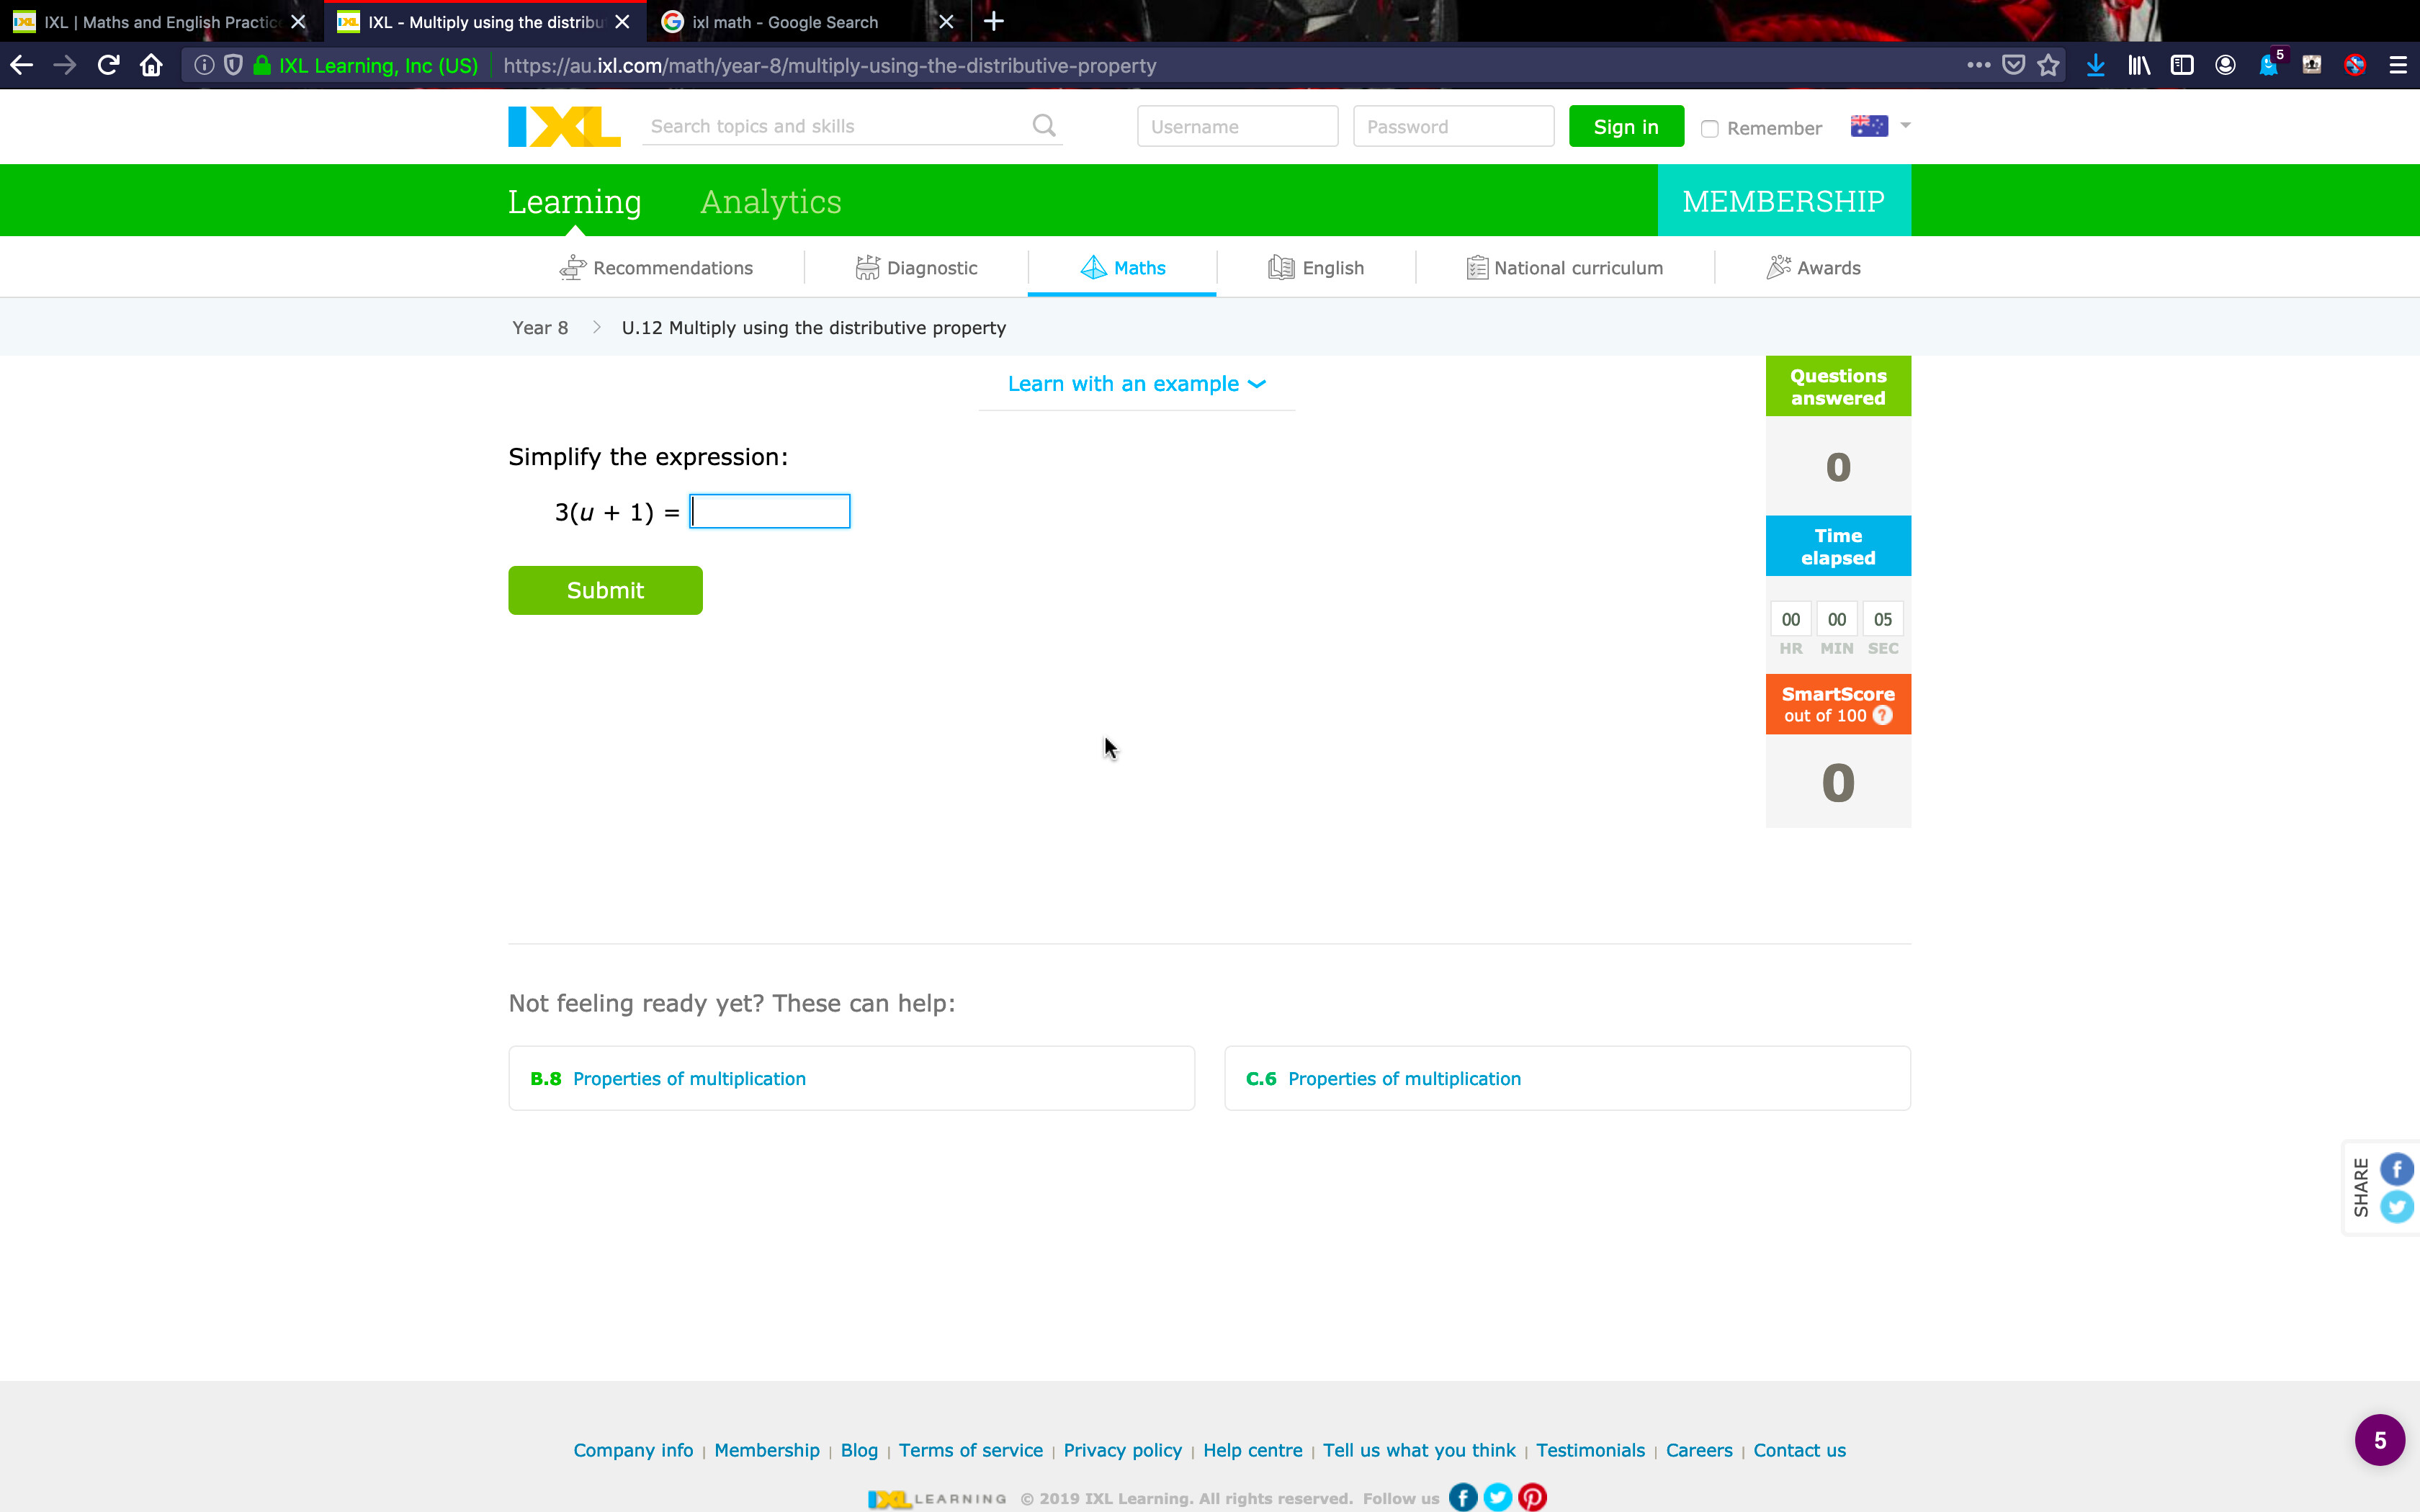 IXL | Maths and English Practic
IXL - Multiply using the distribu
ixl math - Google Search
IXL Learning, Inc (US)
https://au.ixl.com/math/year-8/multiply-using-the-distributive-property
5
IXL
Search topics and skills
Username
Password
Sign in
Remember
Learning
Analytics
MEMBERSHIP
Recommendations
Diagnostic
Maths
English
National curriculum
Awards
Year 8 > U.12 Multiply using the distributive property
Learn with an example
Simplify the expression:
3(u + 1) =
Submit
Questions
answered
0
Time
elapsed
00 00 05
HR MIN SEC
SmartScore
out of 100 ?
0
Not feeling ready yet? These can help:
B.8 Properties of multiplication
C.6 Properties of multiplication
SHARE
5
Company info | Membership | Blog | Terms of service | Privacy policy | Help centre | Tell us what you think | Testimonials | Careers | Contact us
IXL LEARNING © 2019 IXL Learning. All rights reserved. Follow us